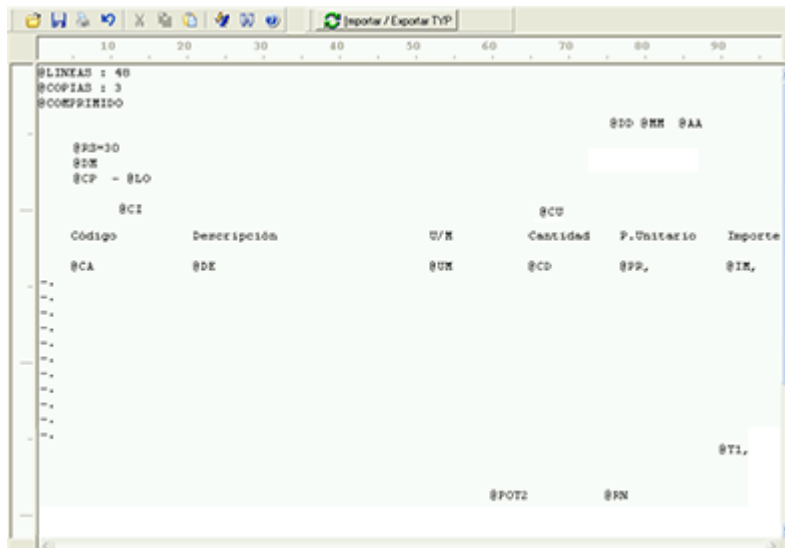 Importar / Exportar TYP
10 20 30 40 50 60 70 80 90
@LINEAS : 48
@COPIAS : 3
@COMPRIMIDO
@DD @MM @AA
@RS=30
@DM
@CP - @LO
@CI @CU
Código Descripción U/M Cantidad P.Unitario Importe
@CA @DE @UM @CD @PR, @IM,
-.
-.
-.
-.
-.
-.
-.
-.
-.
-.
-.
@T1,
@POT2 @RN